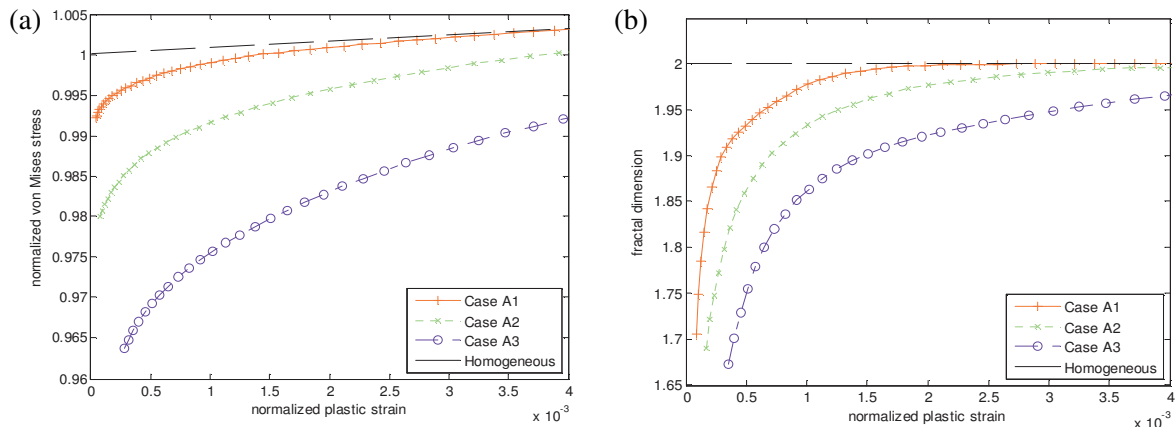 (a)
normalized von Mises stress
1.005
1
0.995
0.99
0.985
0.98
0.975
0.97
0.965
0.96
0
0.5
1
1.5
2
2.5
3
3.5
4
x 10⁻³
normalized plastic strain
Case A1
Case A2
Case A3
Homogeneous
(b)
fractal dimension
2
1.95
1.9
1.85
1.8
1.75
1.7
1.65
0
0.5
1
1.5
2
2.5
3
3.5
4
x 10⁻³
normalized plastic strain
Case A1
Case A2
Case A3
Homogeneous